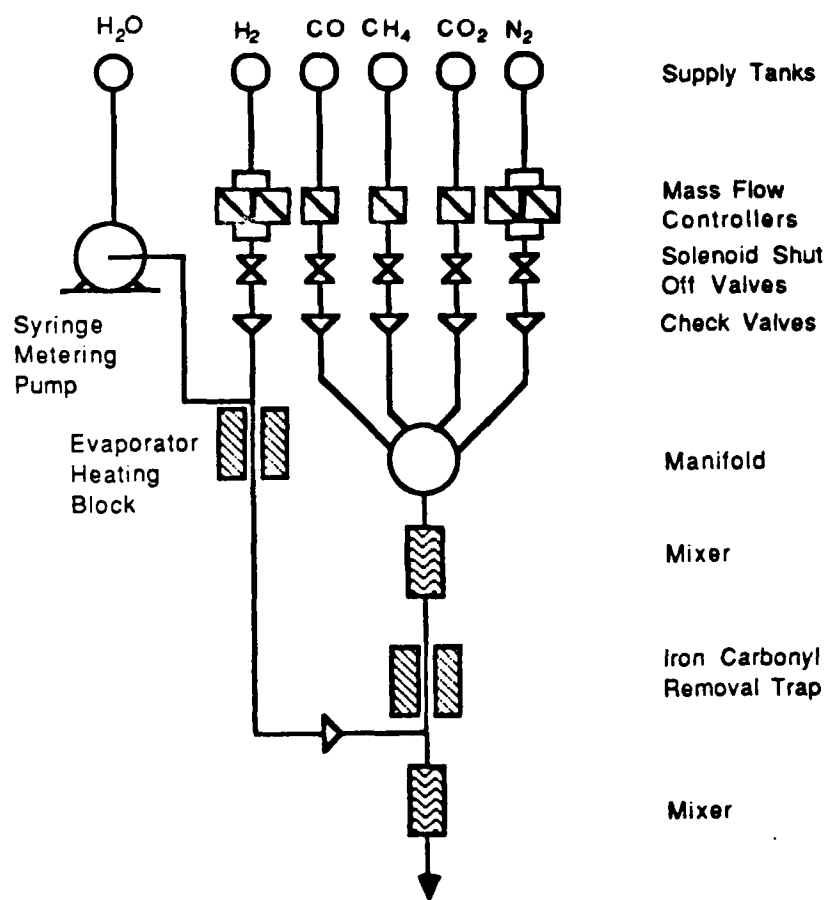 H₂O H₂ CO CH₄ CO₂ N₂
Supply Tanks
Mass Flow
Controllers
Solenoid Shut
Off Valves
Check Valves
Syringe
Metering
Pump
Evaporator
Heating
Block
Manifold
Mixer
Iron Carbonyl
Removal Trap
Mixer